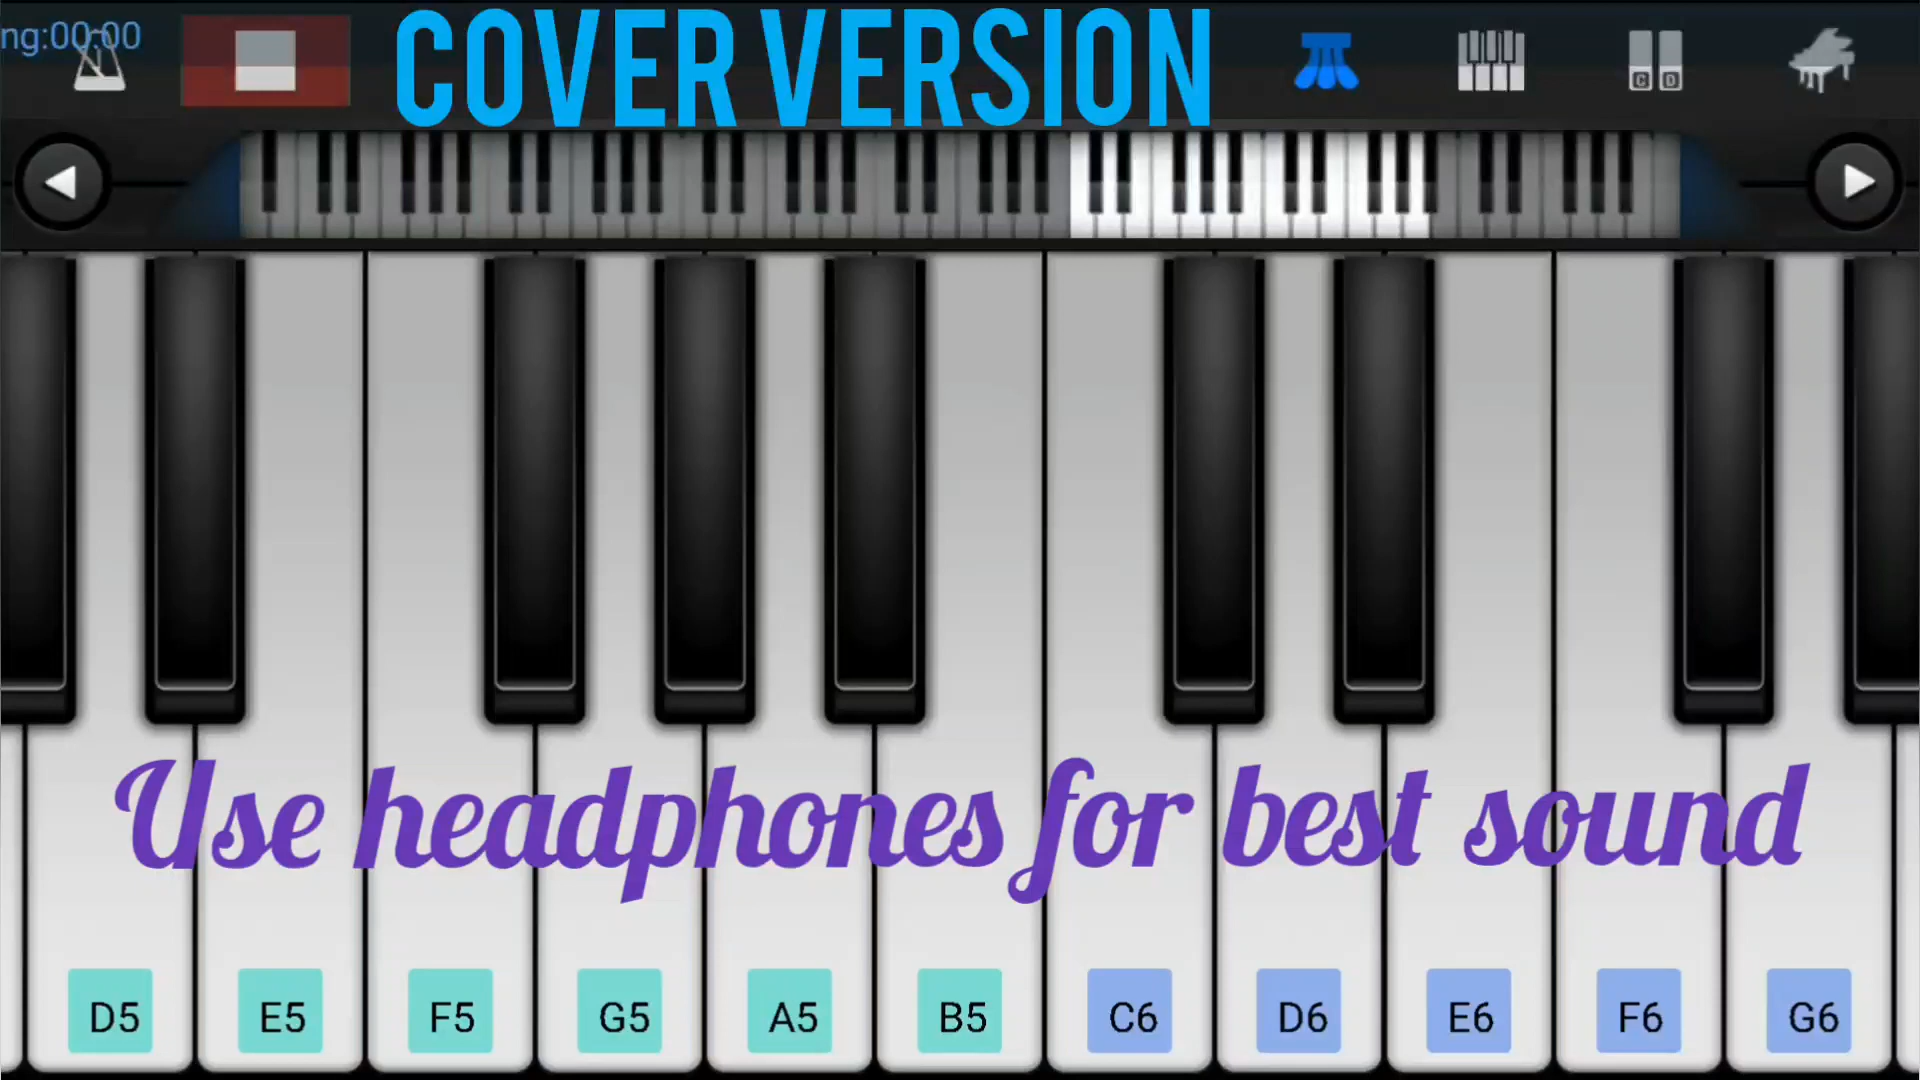 ng:00:00
COVER VERSION
C D
Use headphones for best sound
D5 E5 F5 G5 A5 B5 C6 D6 E6 F6 G6